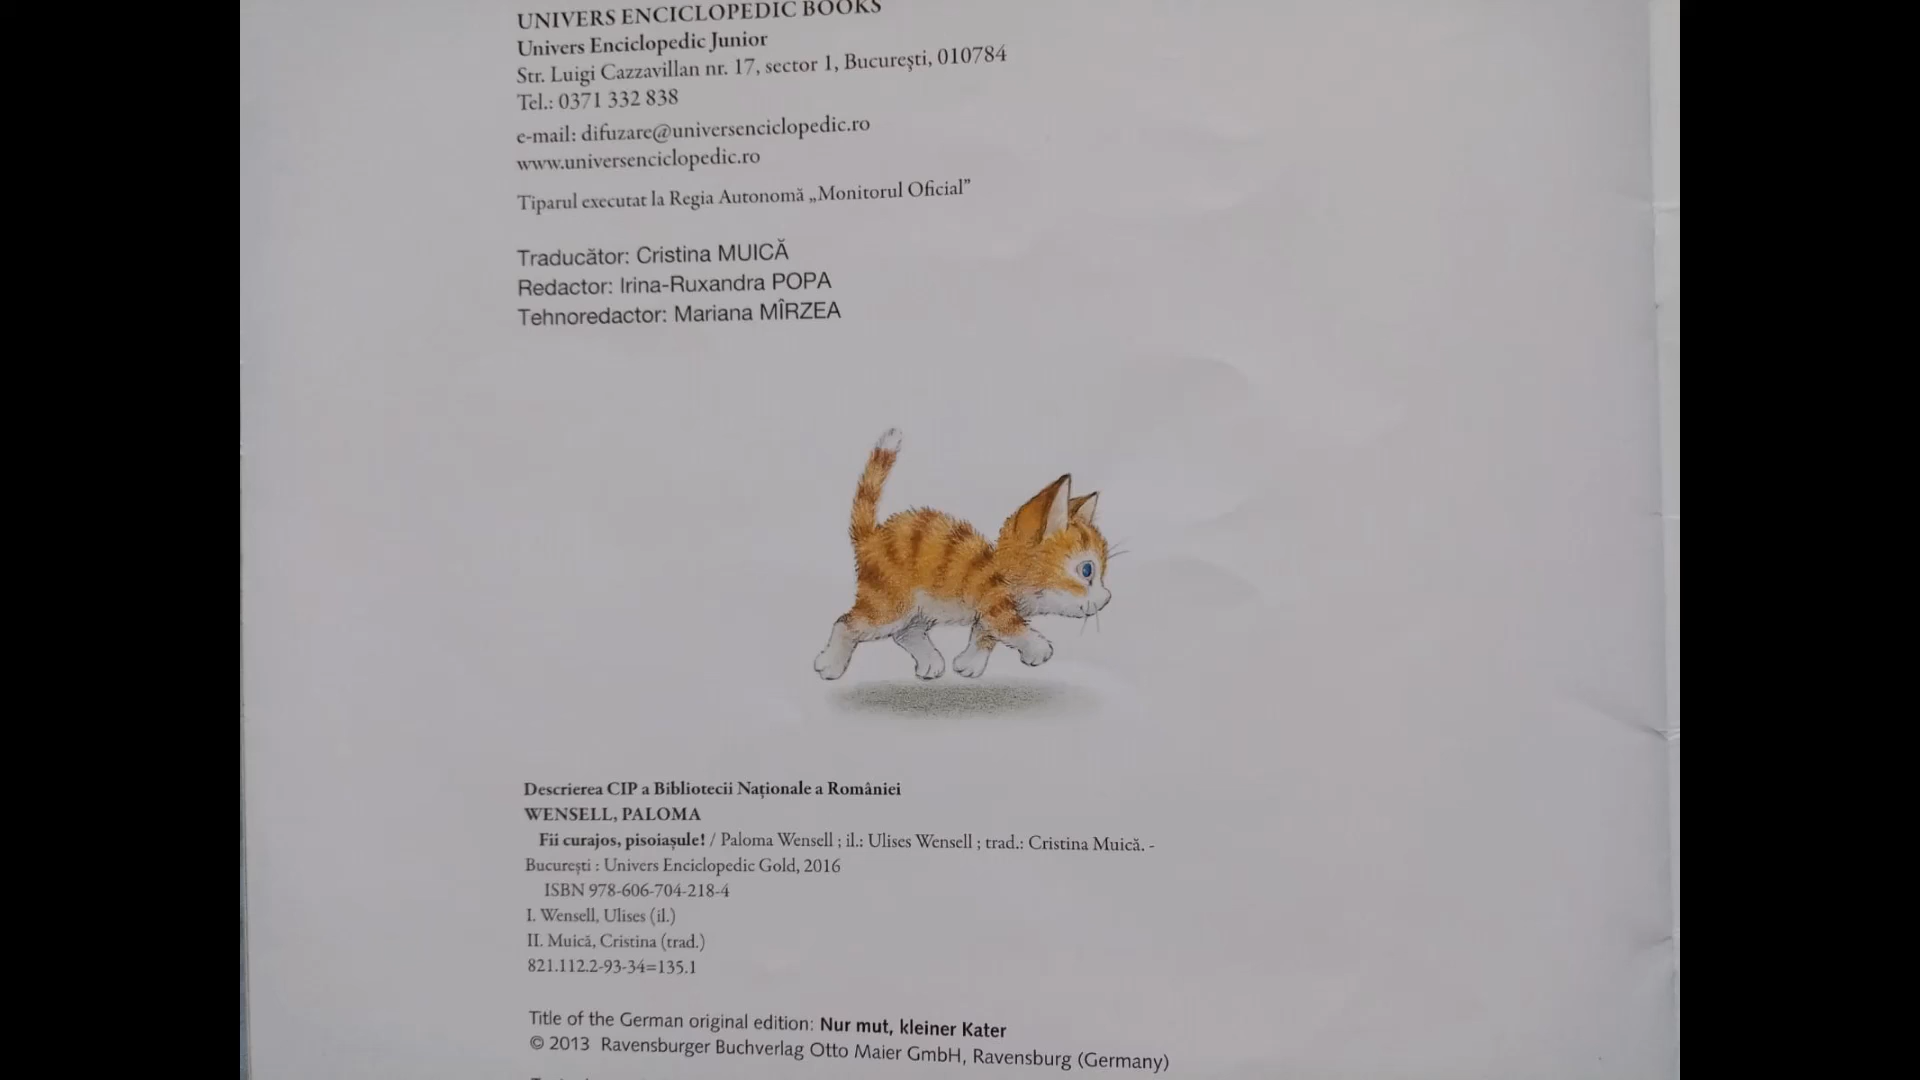 UNIVERS ENCICLOPEDIC BOOKS
Univers Enciclopedic Junior
Str. Luigi Cazzavillan nr. 17, sector 1, Bucureşti, 010784
Tel.: 0371 332 838
e-mail: difuzare@universenciclopedic.ro
www.universenciclopedic.ro
Tiparul executat la Regia Autonomă „Monitorul Oficial”
Traducător: Cristina MUICĂ
Redactor: Irina-Ruxandra POPA
Tehnoredactor: Mariana MÎRZEA
Descrierea CIP a Bibliotecii Naţionale a României
WENSELL, PALOMA
Fii curajos, pisoiaşule! / Paloma Wensell ; il.: Ulises Wensell ; trad.: Cristina Muică. -
Bucureşti : Univers Enciclopedic Gold, 2016
ISBN 978-606-704-218-4
I. Wensell, Ulises (il.)
II. Muică, Cristina (trad.)
821.112.2-93-34=135.1
Title of the German original edition: Nur mut, kleiner Kater
© 2013 Ravensburger Buchverlag Otto Maier GmbH, Ravensburg (Germany)